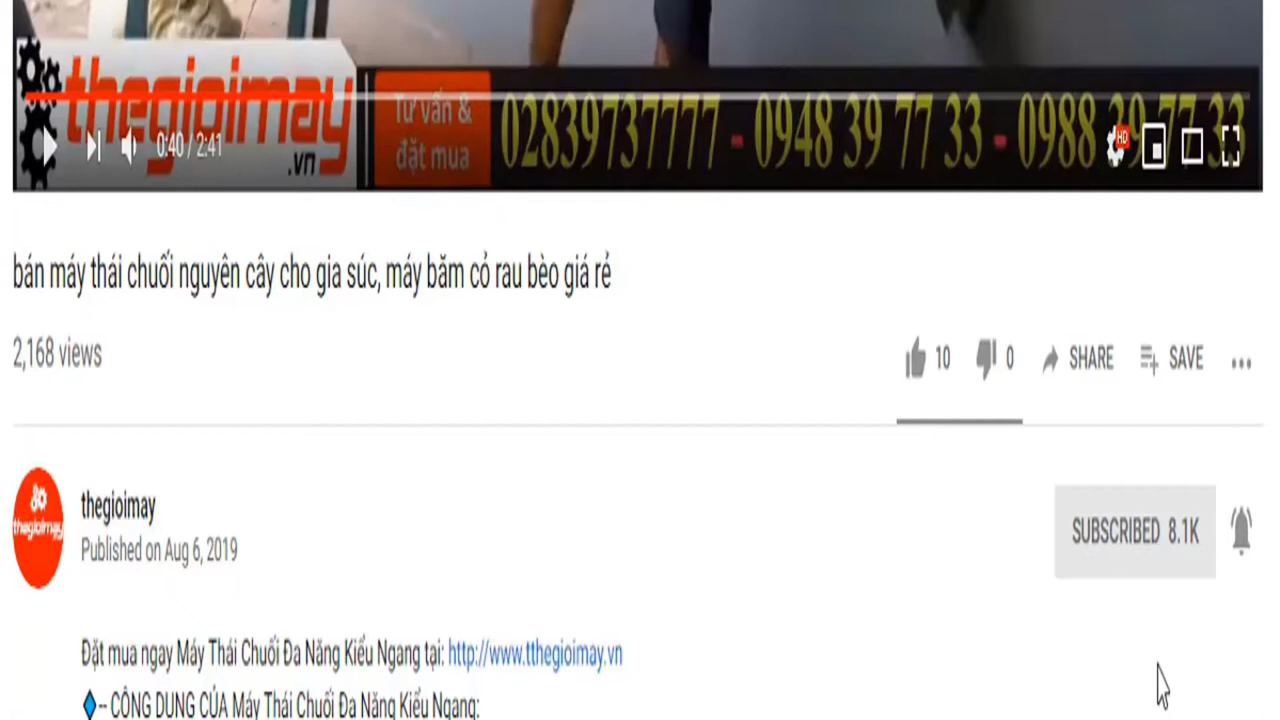 thegioimay
.vn
Tư vấn &
đặt mua
02839737777 - 0948 39 77 33 - 0988 39 77 33
0:40 / 2:41
HD
bán máy thái chuối nguyên cây cho gia súc, máy băm cỏ rau bèo giá rẻ
2,168 views
10 0 SHARE SAVE
thegioimay
thegioimay
Published on Aug 6, 2019
SUBSCRIBED 8.1K
Đặt mua ngay Máy Thái Chuối Đa Năng Kiểu Ngang tại: http://www.tthegioimay.vn
-- CÔNG DỤNG CỦA Máy Thái Chuối Đa Năng Kiểu Ngang: